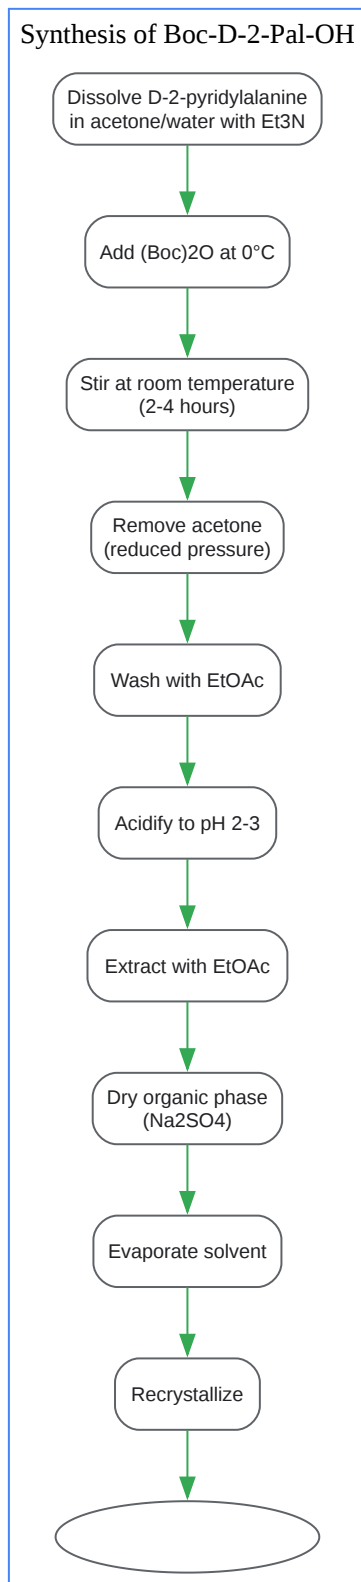 Synthesis of Boc-D-2-Pal-OH
Dissolve D-2-pyridylalanine
in acetone/water with Et3N
Add (Boc)2O at 0°C
Stir at room temperature
(2-4 hours)
Remove acetone
(reduced pressure)
Wash with EtOAc
Acidify to pH 2-3
Extract with EtOAc
Dry organic phase
(Na2SO4)
Evaporate solvent
Recrystallize